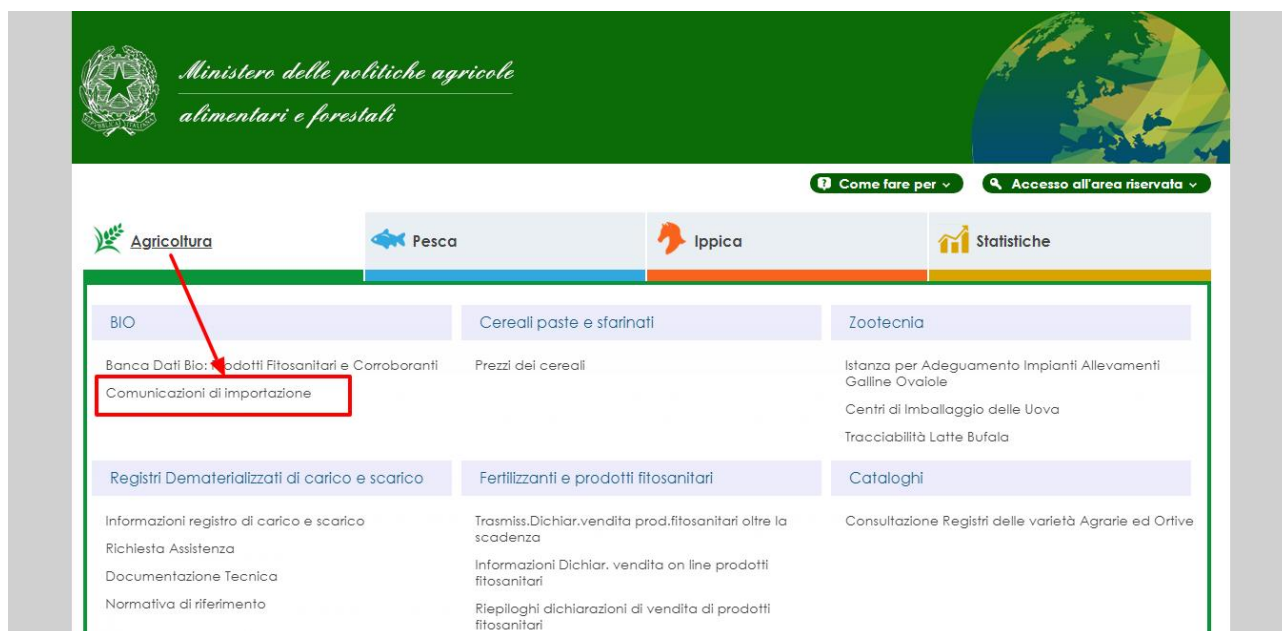 Ministero delle politiche agricole
alimentari e forestali
Come fare per
Accesso all'area riservata
Agricoltura
Pesca
Ippica
Statistiche
BIO
Cereali paste e sfarinati
Zootecnia
Banca Dati Bio: Prodotti Fitosanitari e Corroboranti
Prezzi dei cereali
Istanza per Adeguamento Impianti Allevamenti
Galline Ovaiole
Comunicazioni di importazione
Centri di Imballaggio delle Uova
Tracciabilità Latte Bufala
Registri Dematerializzati di carico e scarico
Fertilizzanti e prodotti fitosanitari
Cataloghi
Informazioni registro di carico e scarico
Trasmiss.Dichiar.vendita prod.fitosanitari oltre la
scadenza
Consultazione Registri delle varietà Agrarie ed Ortive
Richiesta Assistenza
Informazioni Dichiar. vendita on line prodotti
fitosanitari
Documentazione Tecnica
Normativa di riferimento
Riepiloghi dichiarazioni di vendita di prodotti
fitosanitari